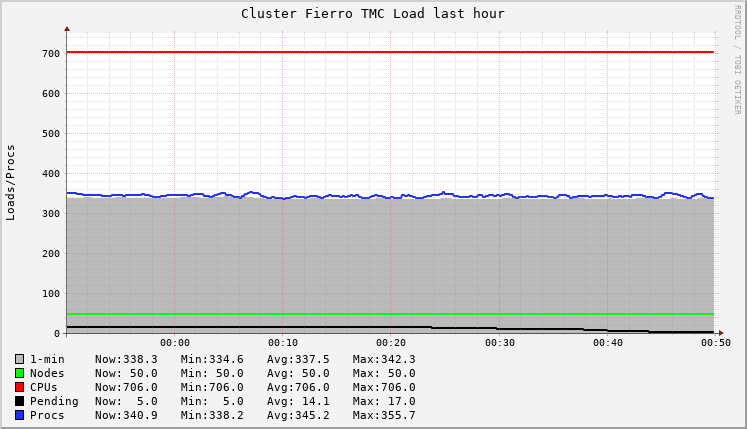 Cluster Fierro TMC Load last hour
RRDTOOL / TOBI OETIKER
Loads/Procs
700
600
500
400
300
200
100
0
00:00 00:10 00:20 00:30 00:40 00:50
1-min Now:338.3 Min:334.6 Avg:337.5 Max:342.3
Nodes Now: 50.0 Min: 50.0 Avg: 50.0 Max: 50.0
CPUs Now:706.0 Min:706.0 Avg:706.0 Max:706.0
Pending Now: 5.0 Min: 5.0 Avg: 14.1 Max: 17.0
Procs Now:340.9 Min:338.2 Avg:345.2 Max:355.7